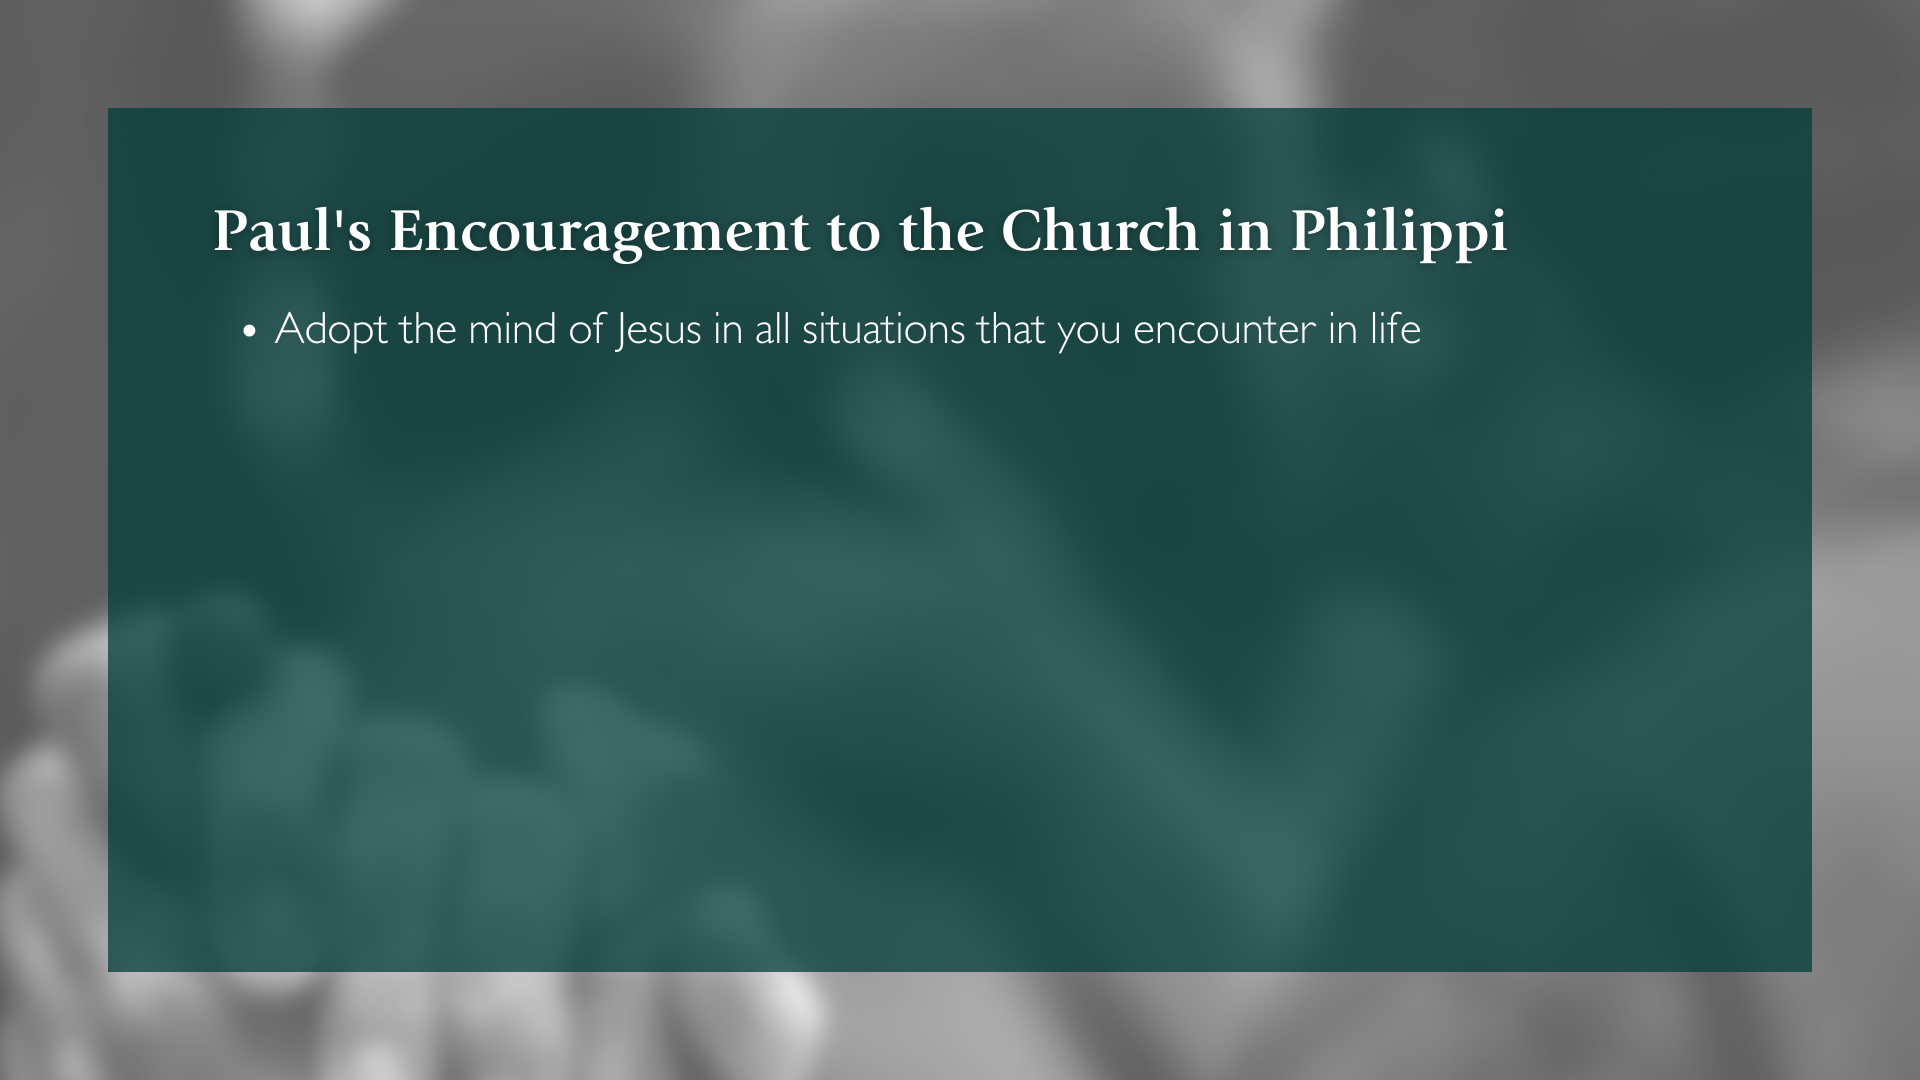 Paul's Encouragement to the Church in Philippi
• Adopt the mind of Jesus in all situations that you encounter in life